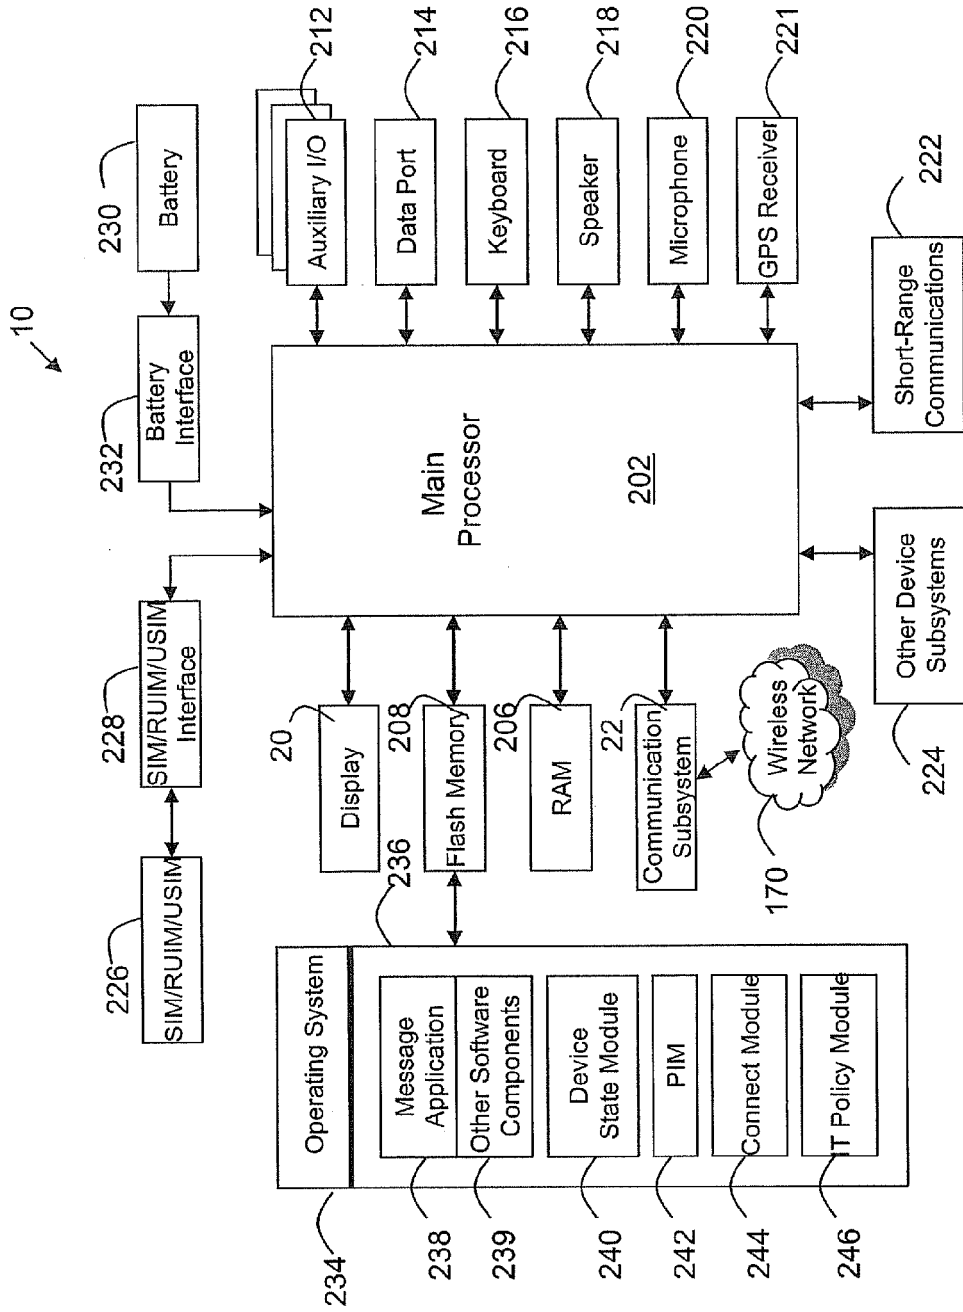 10
230
Battery
232
Battery
Interface
228
SIM/RUIM/USIM
Interface
226
SIM/RUIM/USIM
Main
Processor
202
Auxiliary I/O
212
Data Port
214
Keyboard
216
Speaker
218
Microphone
220
GPS Receiver
221
Short-Range
Communications
222
Other Device
Subsystems
224
20
Display
208
Flash Memory
206
RAM
22
Communication
Subsystem
Wireless
Network
170
236
234
Operating System
Message
Application
238
Other Software
Components
239
Device
State Module
240
PIM
242
Connect Module
244
IT Policy Module
246